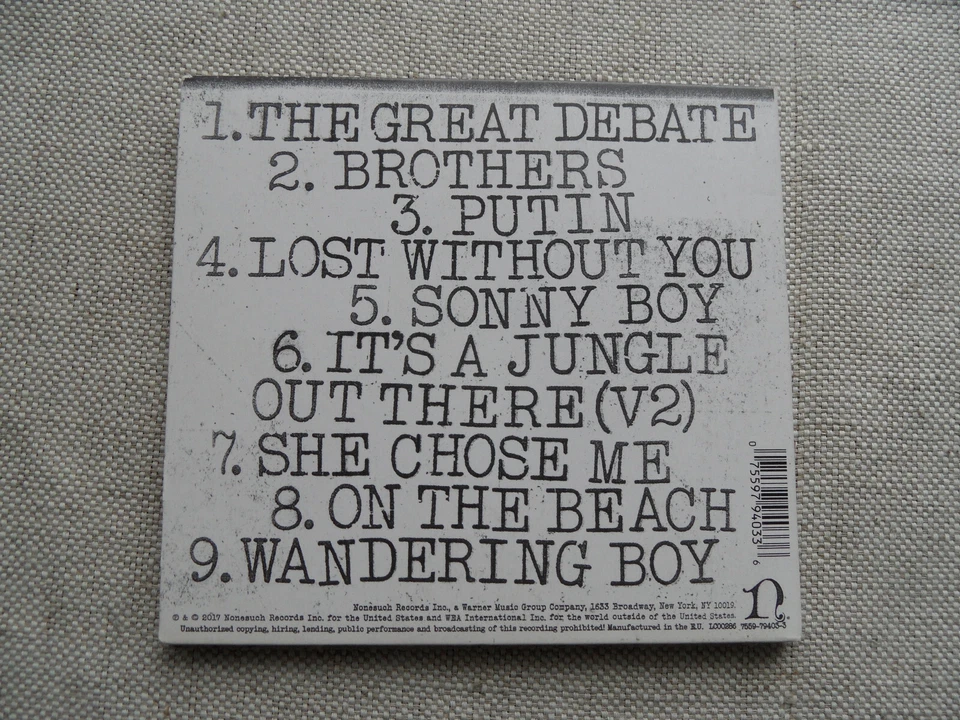 1. THE GREAT DEBATE
2. BROTHERS
3. PUTIN
4. LOST WITHOUT YOU
5. SONNY BOY
6. IT'S A JUNGLE
OUT THERE (V2)
7. SHE CHOSE ME
8. ON THE BEACH
9. WANDERING BOY
0 75597 94033 6
n
Nonesuch Records Inc., a Warner Music Group Company, 1633 Broadway, New York, NY 10019.
℗ & © 2017 Nonesuch Records Inc. for the United States and WEA International Inc. for the world outside of the United States.
Unauthorized copying, hiring, lending, public performance and broadcasting of this recording prohibited! Manufactured in the E.U. LC00286 7559-79403-3